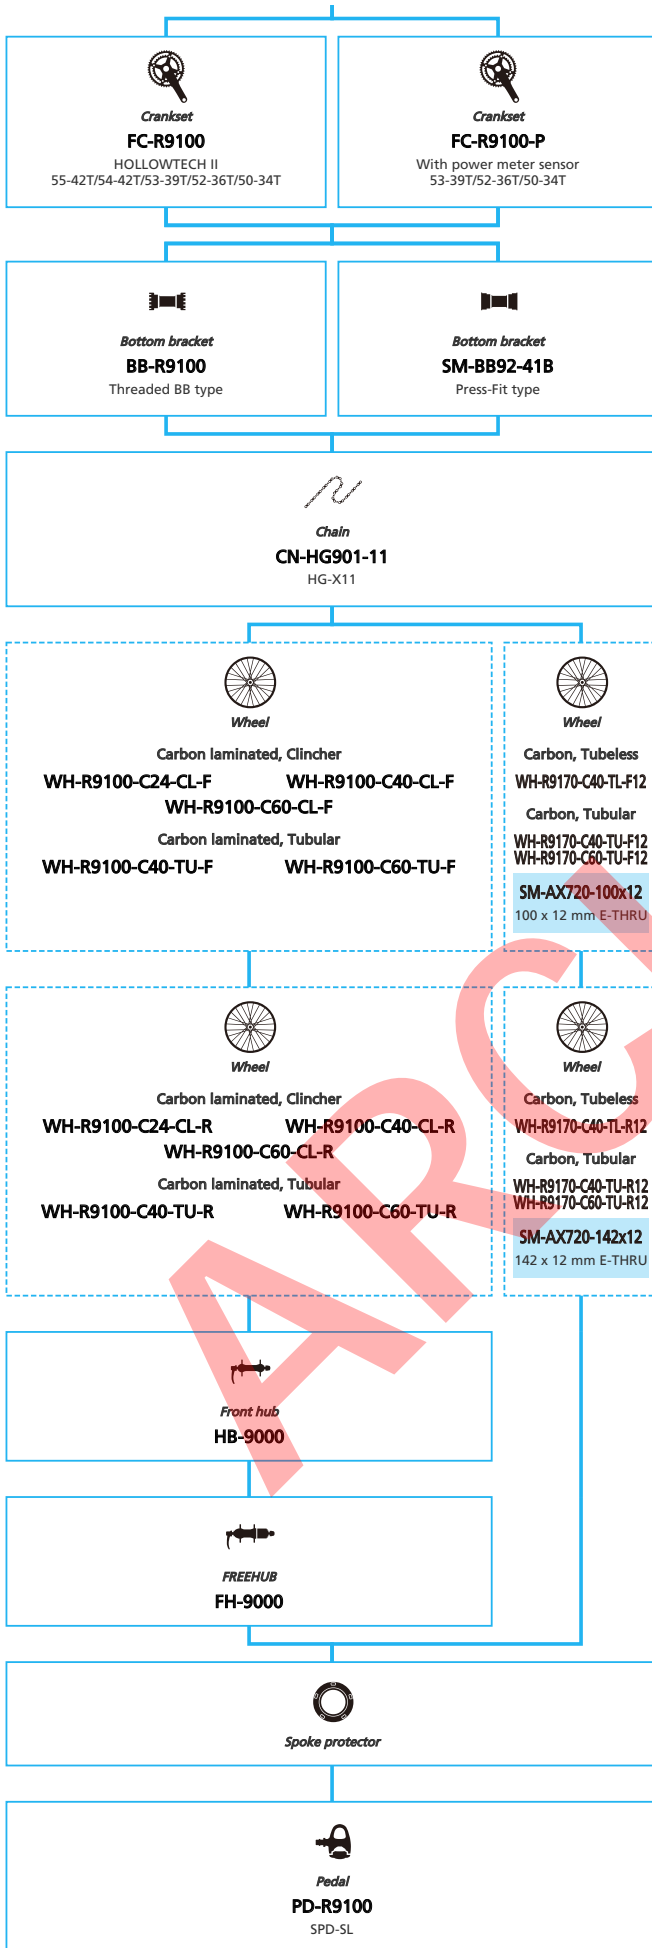 Crankset
FC-R9100
HOLLOWTECH II
55-42T/54-42T/53-39T/52-36T/50-34T
Crankset
FC-R9100-P
With power meter sensor
53-39T/52-36T/50-34T
Bottom bracket
BB-R9100
Threaded BB type
Bottom bracket
SM-BB92-41B
Press-Fit type
Chain
CN-HG901-11
HG-X11
Wheel
Carbon laminated, Clincher
WH-R9100-C24-CL-F WH-R9100-C40-CL-F
WH-R9100-C60-CL-F
Carbon laminated, Tubular
WH-R9100-C40-TU-F WH-R9100-C60-TU-F
Wheel
Carbon, Tubeless
WH-R9170-C40-TL-F12
Carbon, Tubular
WH-R9170-C40-TU-F12
WH-R9170-C60-TU-F12
SM-AX720-100x12
100 x 12 mm E-THRU
Wheel
Carbon laminated, Clincher
WH-R9100-C24-CL-R WH-R9100-C40-CL-R
WH-R9100-C60-CL-R
Carbon laminated, Tubular
WH-R9100-C40-TU-R WH-R9100-C60-TU-R
Wheel
Carbon, Tubeless
WH-R9170-C40-TL-R12
Carbon, Tubular
WH-R9170-C40-TU-R12
WH-R9170-C60-TU-R12
SM-AX720-142x12
142 x 12 mm E-THRU
Front hub
HB-9000
FREEHUB
FH-9000
Spoke protector
Pedal
PD-R9100
SPD-SL
ARC